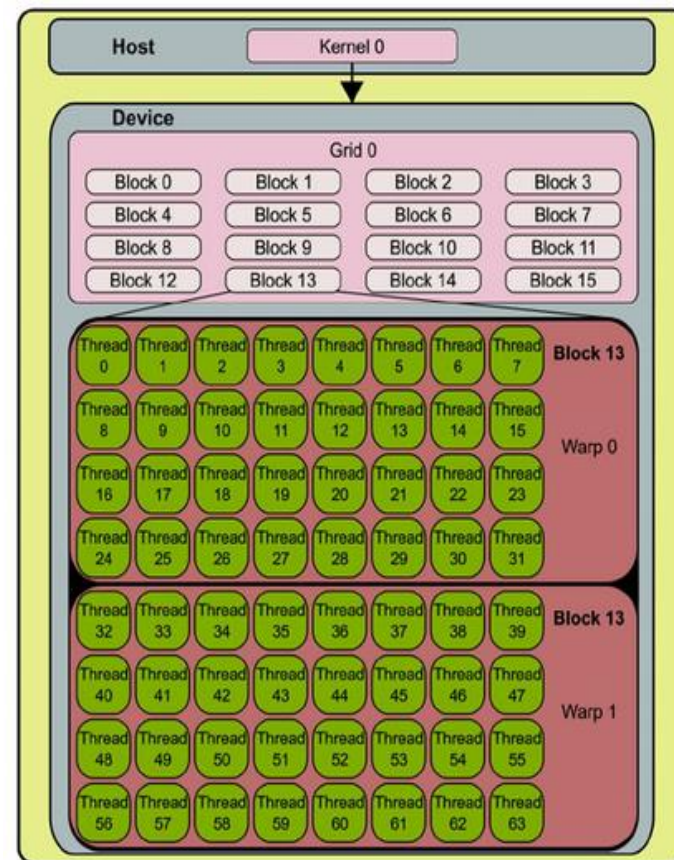 Host
Kernel 0
Device
Grid 0
Block 0 Block 1 Block 2 Block 3
Block 4 Block 5 Block 6 Block 7
Block 8 Block 9 Block 10 Block 11
Block 12 Block 13 Block 14 Block 15
Thread Thread Thread Thread Thread Thread Thread Thread
0 1 2 3 4 5 6 7
Block 13
Thread Thread Thread Thread Thread Thread Thread Thread
8 9 10 11 12 13 14 15
Warp 0
Thread Thread Thread Thread Thread Thread Thread Thread
16 17 18 19 20 21 22 23
Thread Thread Thread Thread Thread Thread Thread Thread
24 25 26 27 28 29 30 31
Thread Thread Thread Thread Thread Thread Thread Thread
32 33 34 35 36 37 38 39
Block 13
Thread Thread Thread Thread Thread Thread Thread Thread
40 41 42 43 44 45 46 47
Warp 1
Thread Thread Thread Thread Thread Thread Thread Thread
48 49 50 51 52 53 54 55
Thread Thread Thread Thread Thread Thread Thread Thread
56 57 58 59 60 61 62 63